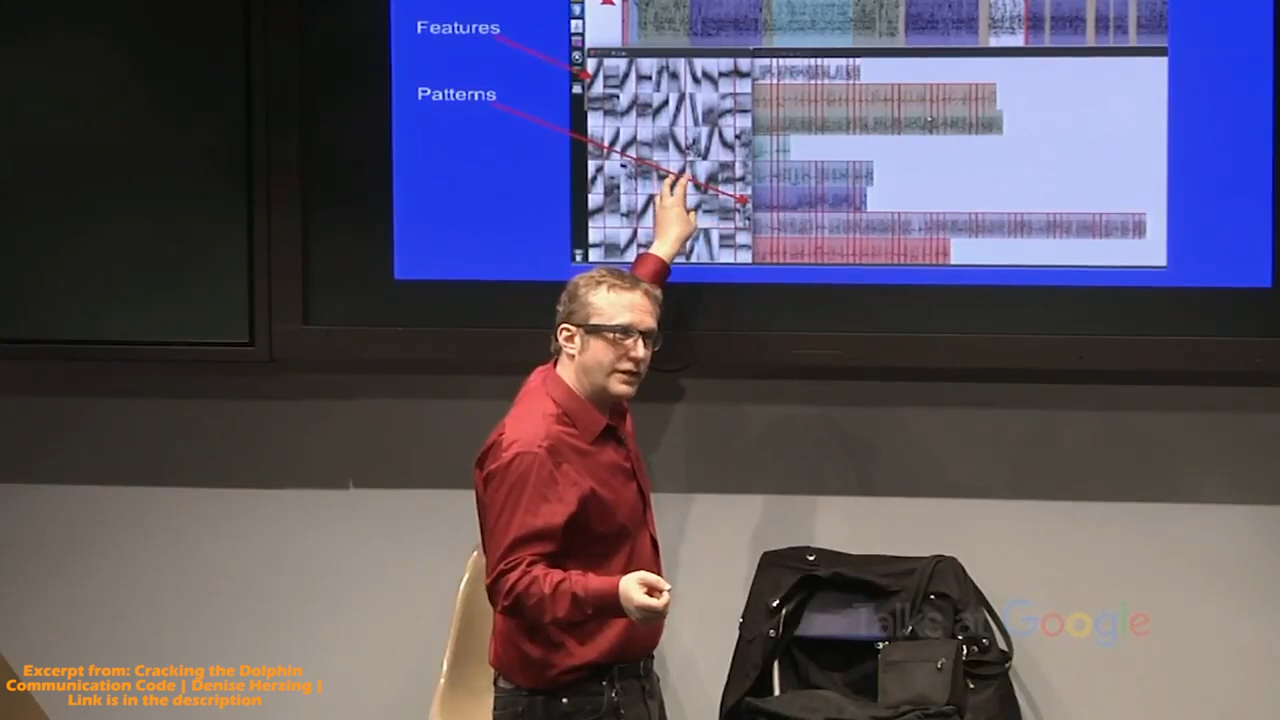 Features
Patterns
Talks at Google
Excerpt from: Cracking the Dolphin
Communication Code | Denise Herzing |
Link is in the description